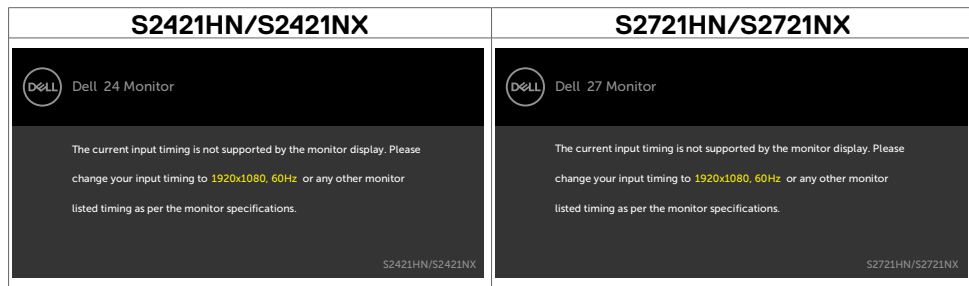 S2421HN/S2421NX
S2721HN/S2721NX
DELL
Dell 24 Monitor
The current input timing is not supported by the monitor display. Please
change your input timing to 1920x1080, 60Hz or any other monitor
listed timing as per the monitor specifications.
S2421HN/S2421NX
DELL
Dell 27 Monitor
The current input timing is not supported by the monitor display. Please
change your input timing to 1920x1080, 60Hz or any other monitor
listed timing as per the monitor specifications.
S2721HN/S2721NX